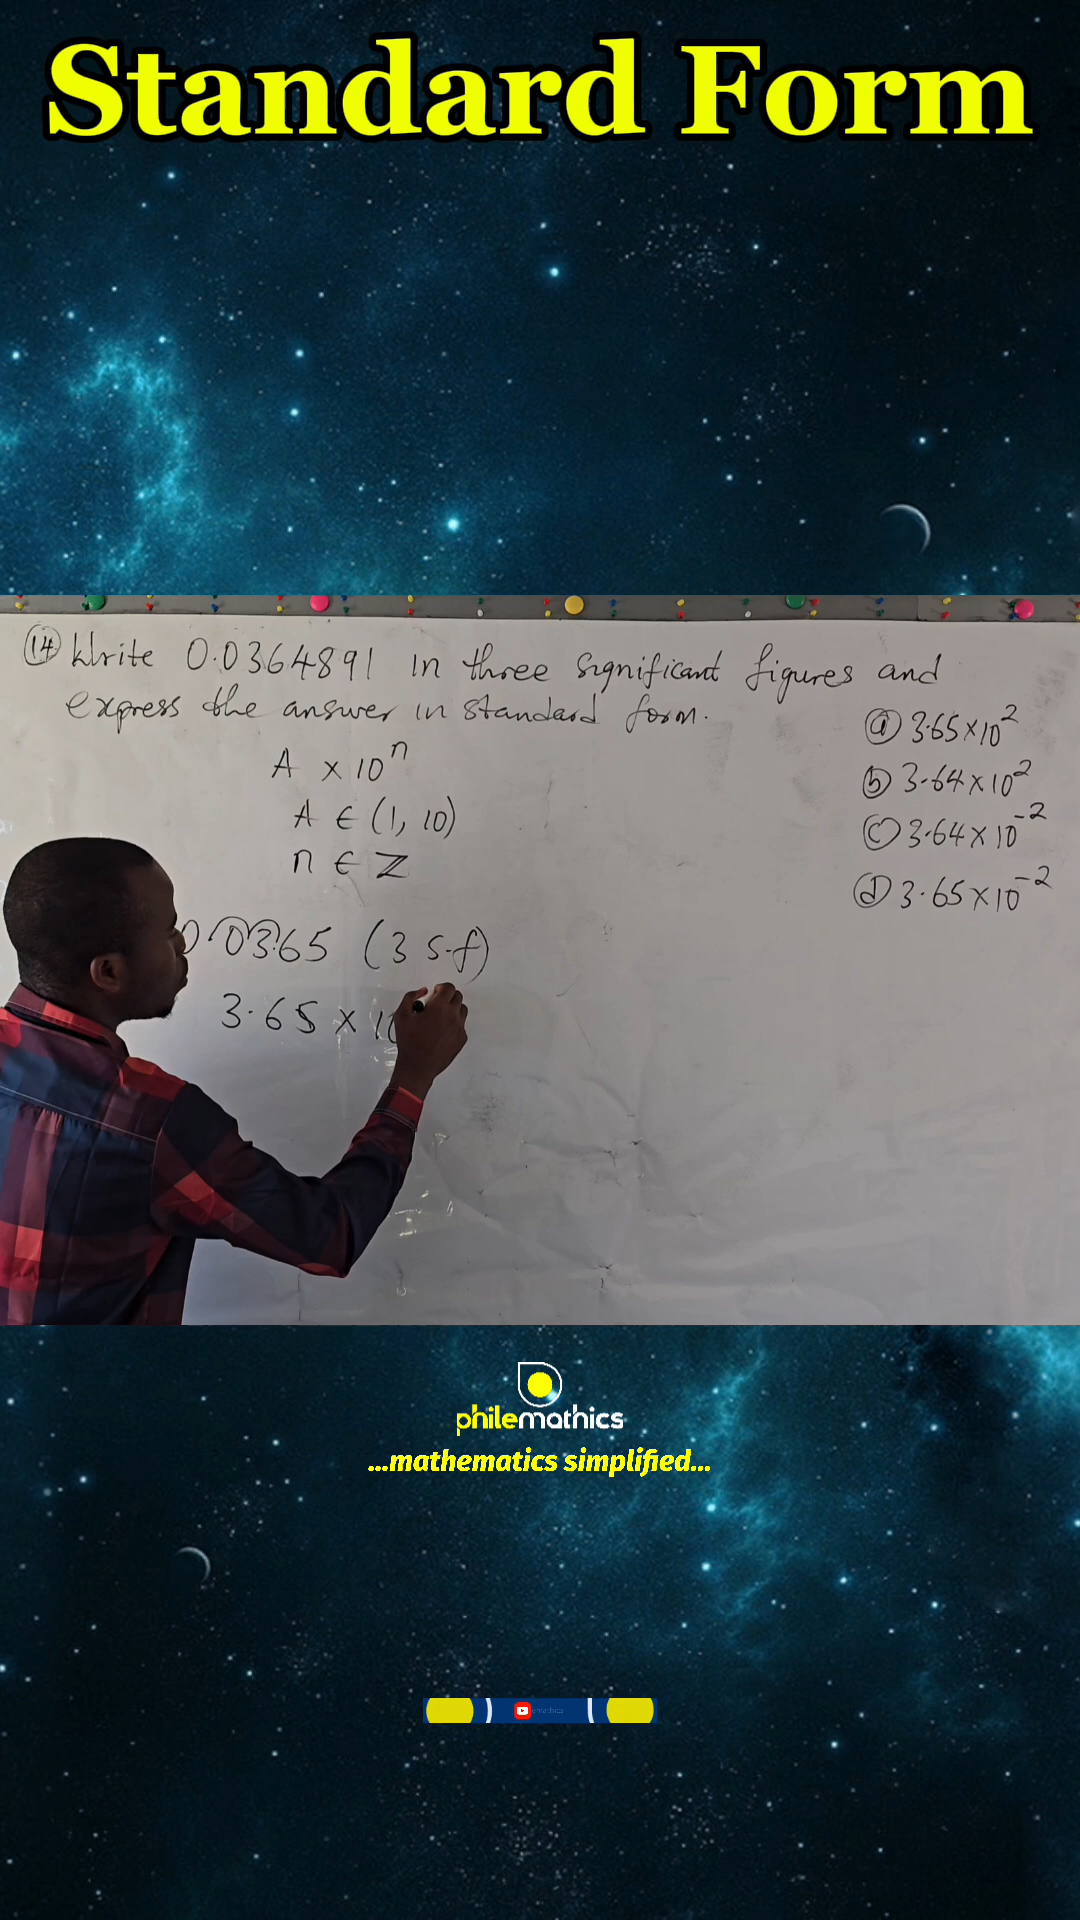 Standard Form
14 Write 0.0364891 in three significant figures and
express the answer in standard form.
A × 10ⁿ
A ∈ (1, 10)
n ∈ ℤ
0.0365 (3 s.f)
3.65 × 10
a 3.65×10²
b 3.64×10²
c 3.64×10⁻²
d 3.65×10⁻²
philemathics
...mathematics simplified...